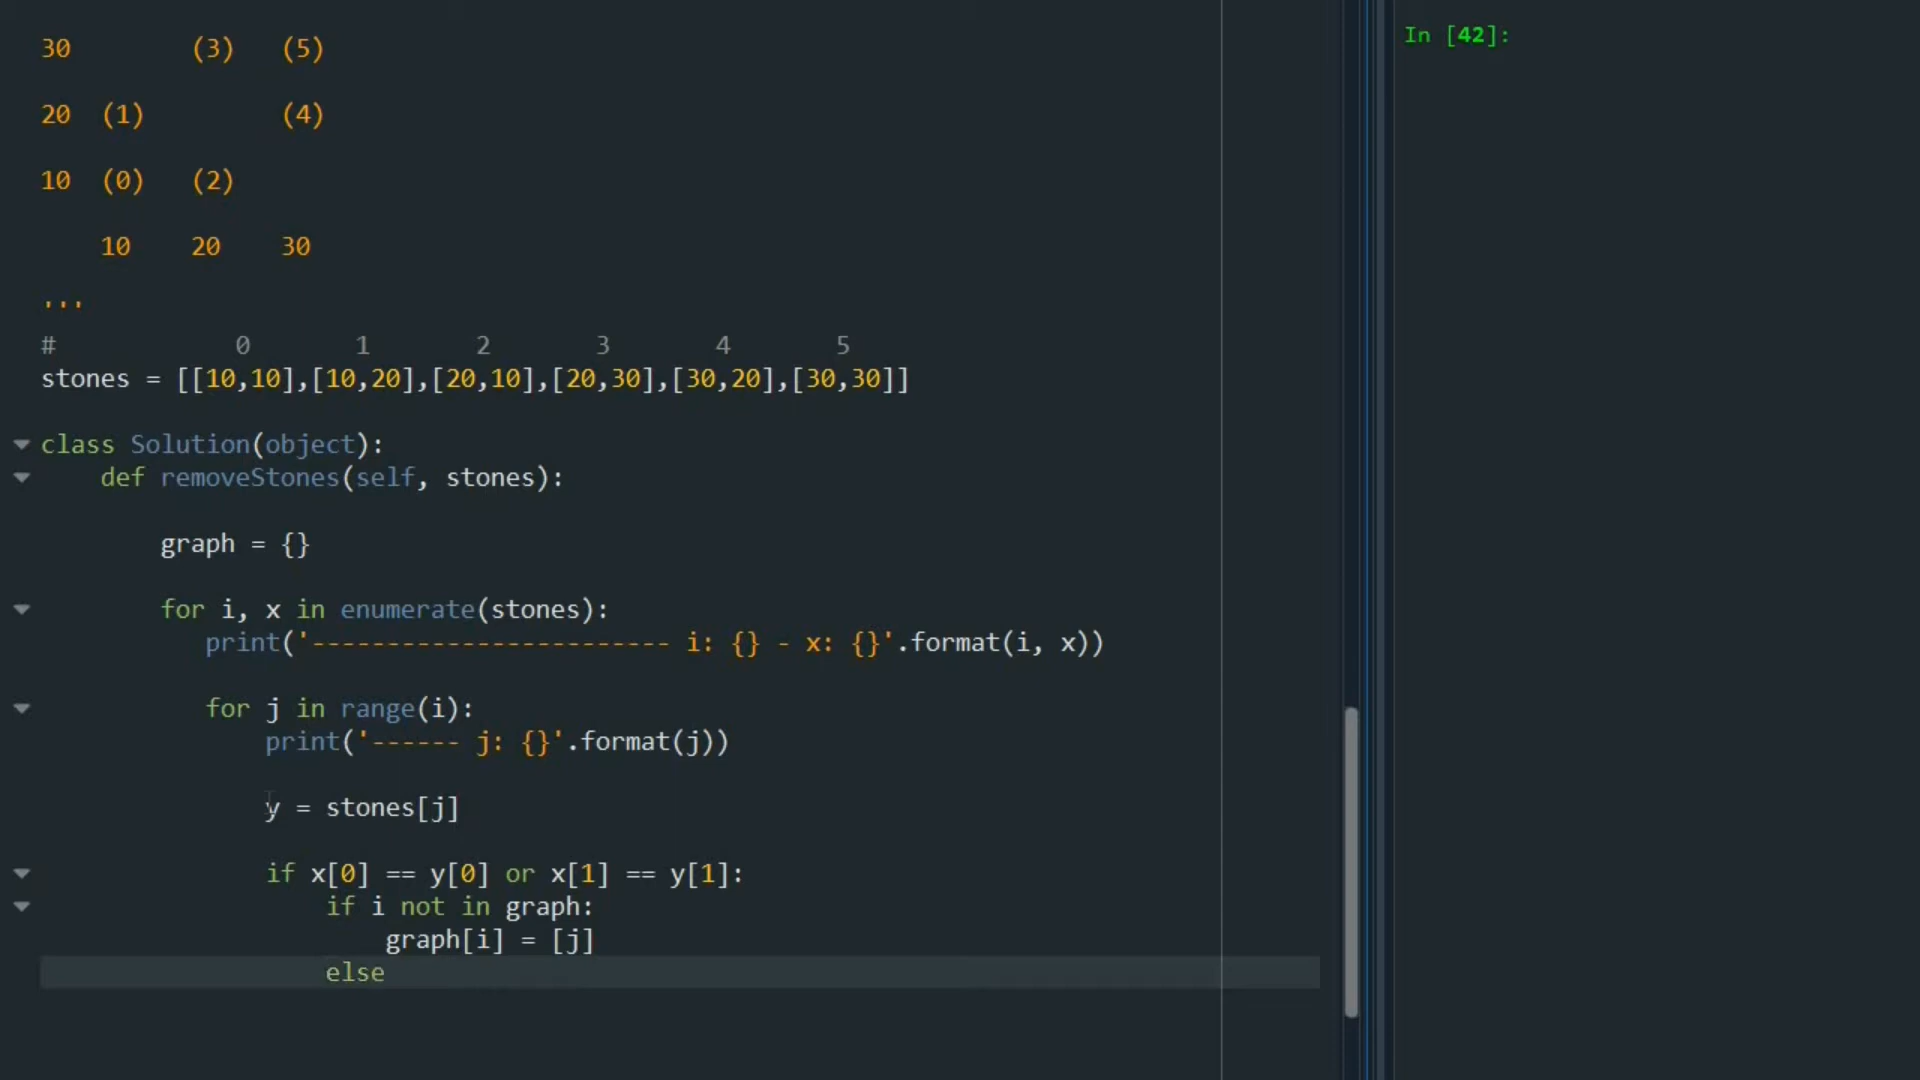 30        (3)   (5)
20  (1)         (4)
10  (0)   (2)
    10    20    30
'''
#            0       1       2       3       4       5
stones = [[10,10],[10,20],[20,10],[20,30],[30,20],[30,30]]
class Solution(object):
    def removeStones(self, stones):
        graph = {}
        for i, x in enumerate(stones):
           print('------------------------ i: {} - x: {}'.format(i, x))
           for j in range(i):
               print('------ j: {}'.format(j))
               y = stones[j]
               if x[0] == y[0] or x[1] == y[1]:
                   if i not in graph:
                       graph[i] = [j]
                   else
In [42]: